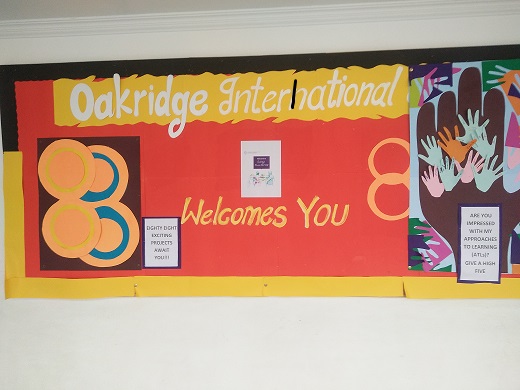 Oakridge International
Welcomes You
EIGHTY EIGHT
EXCITING
PROJECTS
AWAIT
YOU!!!
ARE YOU
IMPRESSED
WITH MY
APPROACHES
TO LEARNING
(ATLs)?
GIVE A HIGH
FIVE